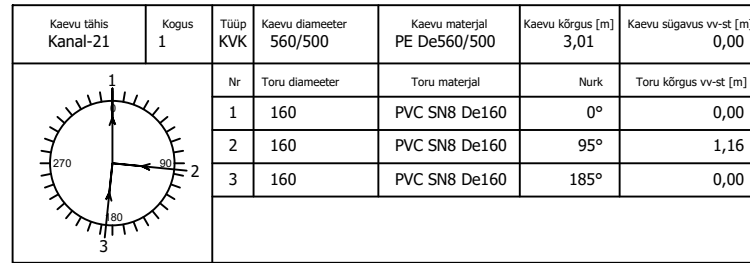 Kaevu tähis Kogus Tüüp Kaevu diameeter Kaevu materjal Kaevu kõrgus [m] Kaevu sügavus vv-st [m]
Kanal-21 1 KVK 560/500 PE De560/500 3,01 0,00
Nr Toru diameeter Toru materjal Nurk Toru kõrgus vv-st [m]
1 160 PVC SN8 De160 0° 0,00
2 160 PVC SN8 De160 95° 1,16
3 160 PVC SN8 De160 185° 0,00
1
0
270 90 2
180
3